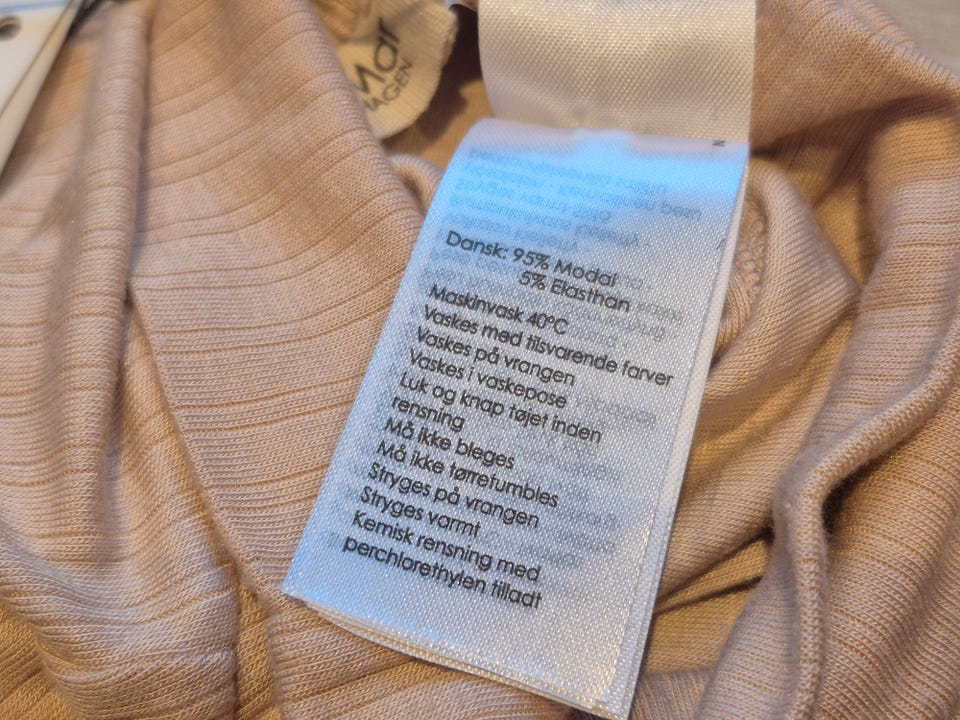 Mar
HAGEN
Dansk: 95% Modal
5% Elasthan
Maskinvask 40°C
Vaskes med tilsvarende farver
Vaskes på vrangen
Vaskes i vaskepose
Luk og knap tøjet inden
rensning
Må ikke bleges
Må ikke tørretumbles
Stryges på vrangen
Stryges varmt
Kemisk rensning med
perchlorethylen tilladt